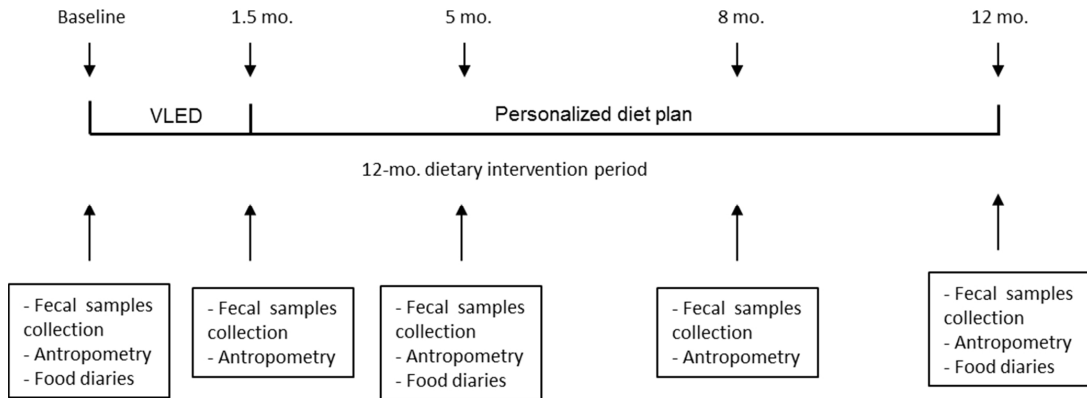 Baseline
1.5 mo.
5 mo.
8 mo.
12 mo.
VLED
Personalized diet plan
12-mo. dietary intervention period
- Fecal samples
collection
- Antropometry
- Food diaries
- Fecal samples
collection
- Antropometry
- Fecal samples
collection
- Antropometry
- Food diaries
- Fecal samples
collection
- Antropometry
- Fecal samples
collection
- Antropometry
- Food diaries